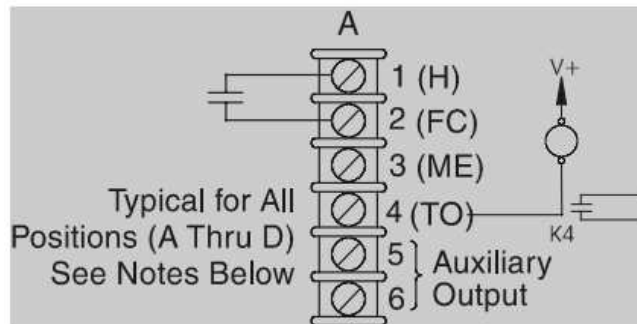 A
1 (H)
V+
2 (FC)
3 (ME)
Typical for All
4 (TO)
Positions (A Thru D)
K4
5
Auxiliary
See Notes Below
Output
6